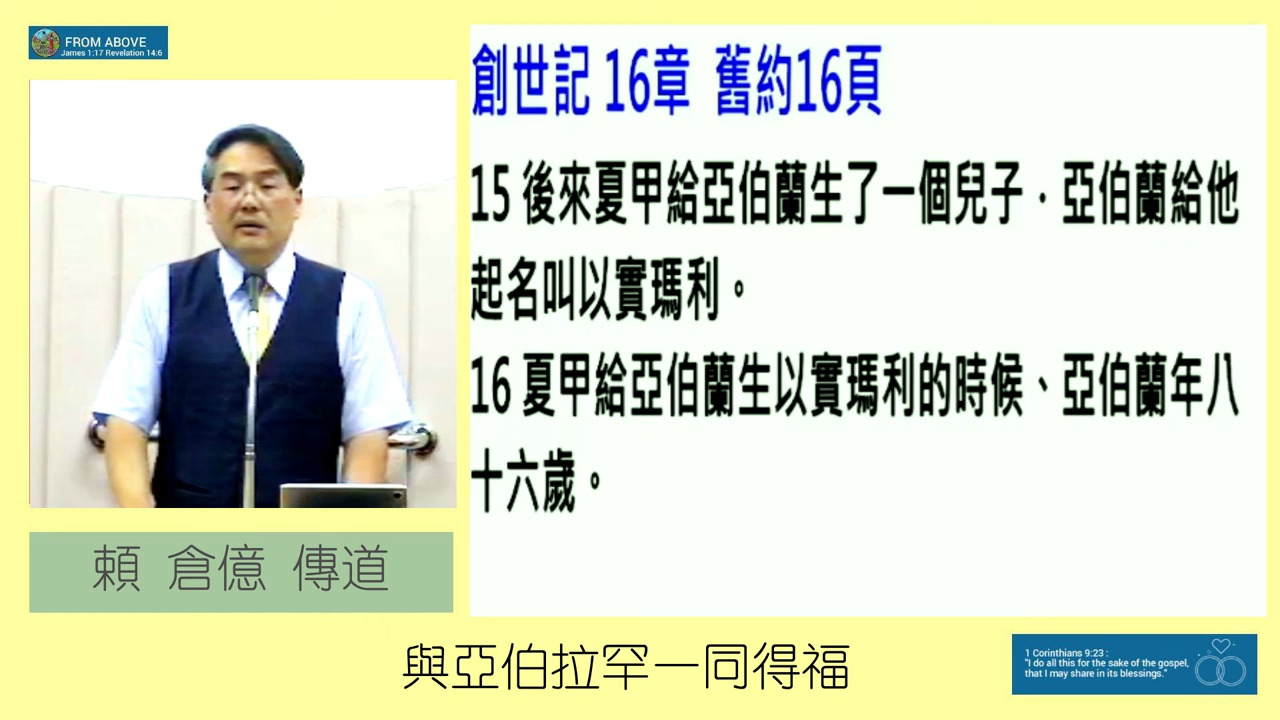 FROM ABOVE
James 1:17 Revelation 14:6
創世記 16章 舊約16頁
15 後來夏甲給亞伯蘭生了一個兒子．亞伯蘭給他
起名叫以實瑪利。
16 夏甲給亞伯蘭生以實瑪利的時候、亞伯蘭年八
十六歲。
賴 倉億 傳道
與亞伯拉罕一同得福
1 Corinthians 9:23 :
"I do all this for the sake of the gospel,
that I may share in its blessings."